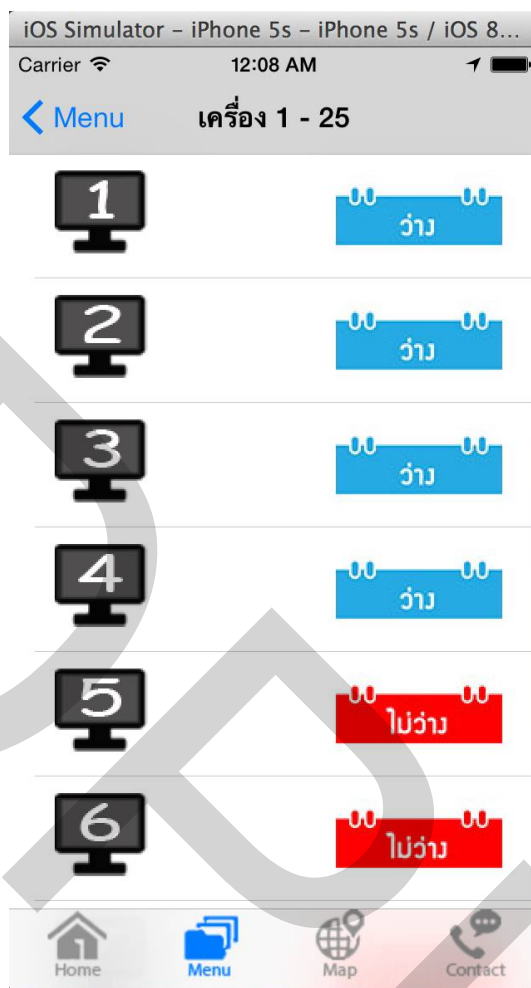 iOS Simulator – iPhone 5s – iPhone 5s / iOS 8...
Carrier 12:08 AM
Menu เครื่อง 1 - 25
1 ว่าง
2 ว่าง
3 ว่าง
4 ว่าง
5 ไม่ว่าง
6 ไม่ว่าง
Home Menu Map Contact